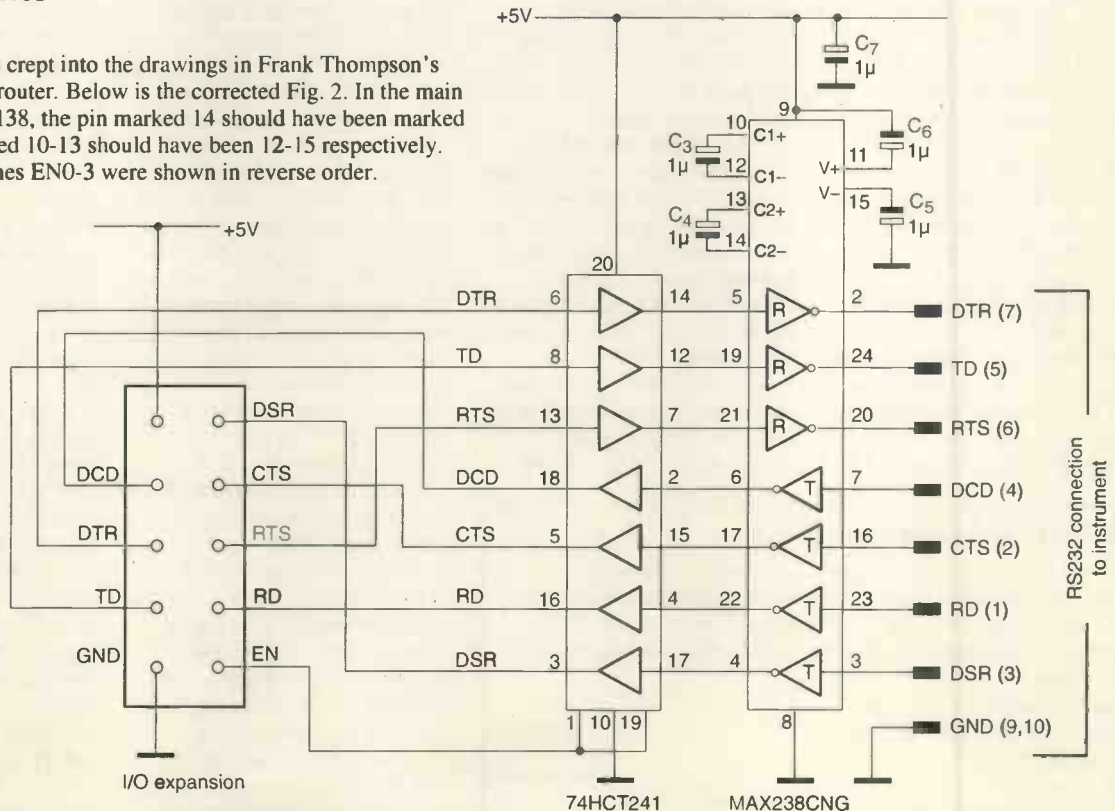 crept into the drawings in Frank Thompson's
router. Below is the corrected Fig. 2. In the main
138, the pin marked 14 should have been marked
ed 10-13 should have been 12-15 respectively.
nes EN0-3 were shown in reverse order.
+5V
C7
1µ
9
10 C1+
C3
1µ
12 C1−
C6
1µ
V+ 11
V− 15
C5
1µ
13 C2+
C4
1µ
14 C2−
+5V
20
DTR 6 14 5 R 2 DTR (7)
TD 8 12 19 R 24 TD (5)
RTS 13 7 21 R 20 RTS (6)
DCD 18 2 6 T 7 DCD (4)
CTS 5 15 17 T 16 CTS (2)
RD 16 4 22 T 23 RD (1)
DSR 3 17 4 T 3 DSR (3)
GND (9,10)
RS232 connection
to instrument
DSR
DCD CTS
DTR RTS
TD RD
GND EN
1 10 19
8
I/O expansion
74HCT241
MAX238CNG